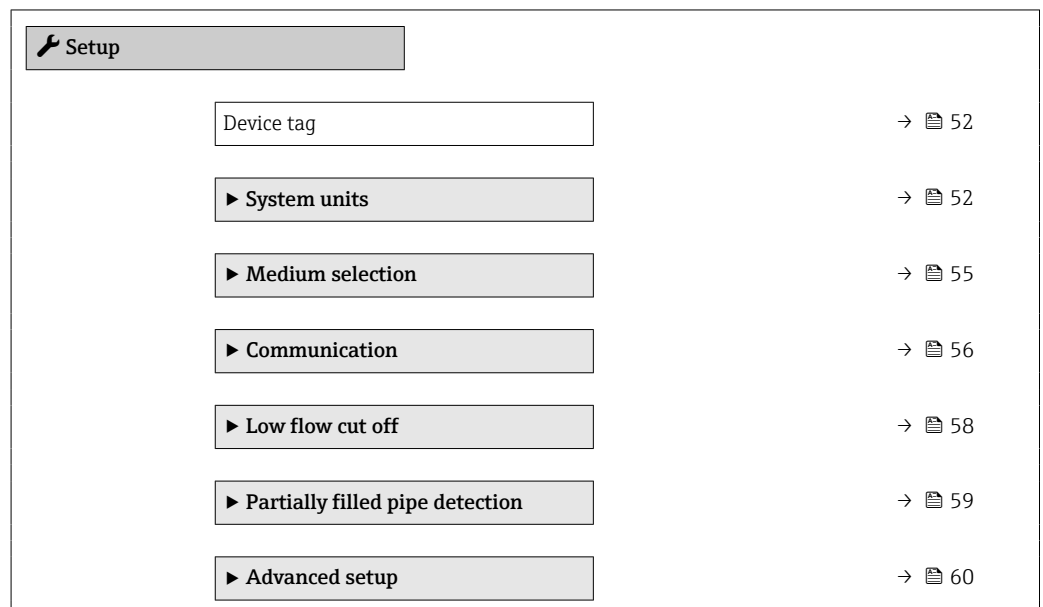 Setup
Device tag → 52
▶ System units → 52
▶ Medium selection → 55
▶ Communication → 56
▶ Low flow cut off → 58
▶ Partially filled pipe detection → 59
▶ Advanced setup → 60